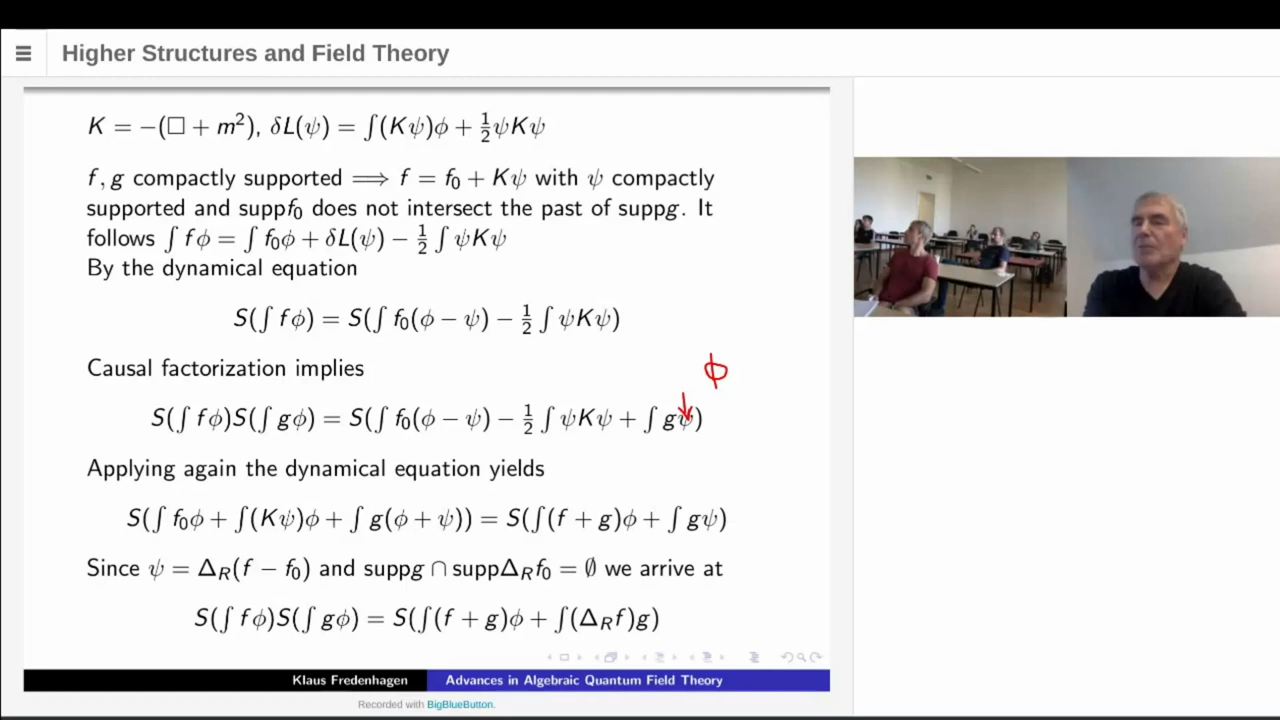 Higher Structures and Field Theory
K = −(□ + m²), δL(ψ) = ∫(Kψ)ϕ + ½ψKψ
f, g compactly supported ⟹ f = f₀ + Kψ with ψ compactly
supported and suppf₀ does not intersect the past of suppg. It
follows ∫ fϕ = ∫ f₀ϕ + δL(ψ) − ½ ∫ ψKψ
By the dynamical equation
S(∫ fϕ) = S(∫ f₀(ϕ − ψ) − ½ ∫ ψKψ)
Causal factorization implies
ϕ
S(∫ fϕ)S(∫ gϕ) = S(∫ f₀(ϕ − ψ) − ½ ∫ ψKψ + ∫ gψ)
Applying again the dynamical equation yields
S(∫ f₀ϕ + ∫(Kψ)ϕ + ∫ g(ϕ + ψ)) = S(∫(f + g)ϕ + ∫ gψ)
Since ψ = Δ_R(f − f₀) and suppg ∩ suppΔ_Rf₀ = ∅ we arrive at
S(∫ fϕ)S(∫ gϕ) = S(∫(f + g)ϕ + ∫(Δ_Rf)g)
Klaus Fredenhagen Advances in Algebraic Quantum Field Theory
Recorded with BigBlueButton.